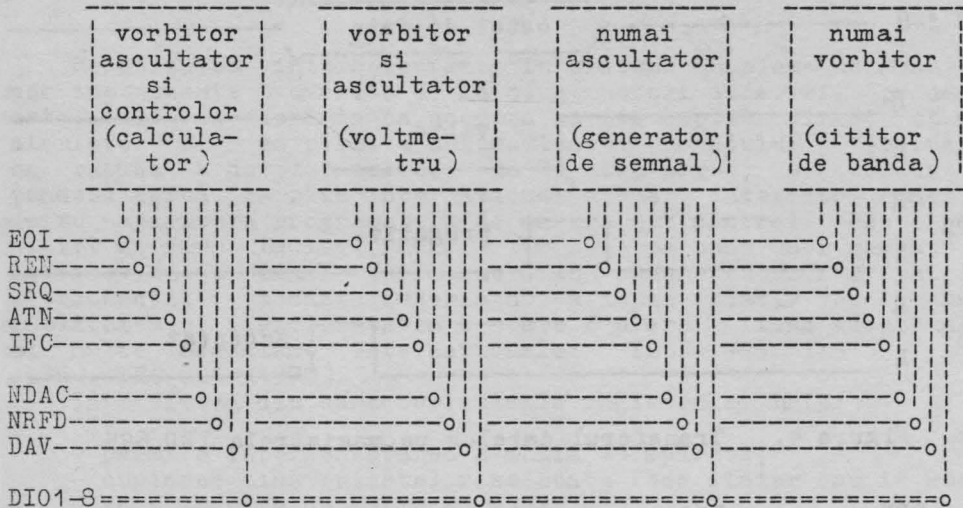 vorbitor
ascultator
si
controlor
(calcula-
tor)
vorbitor
si
ascultator
(voltme-
tru)
numai
ascultator
(generator
de semnal)
numai
vorbitor
(cititor
de banda)
EOI
REN
SRQ
ATN
IFC
NDAC
NRFD
DAV
DIO1-8